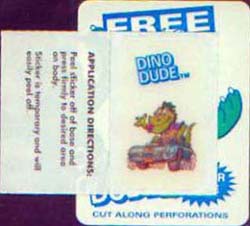 FREE
DINO
DUDE™
APPLICATION DIRECTIONS:
Peel sticker off of base and
press firmly to desired area
on body.
Sticker is temporary and will
easily peel off.
CUT ALONG PERFORATIONS